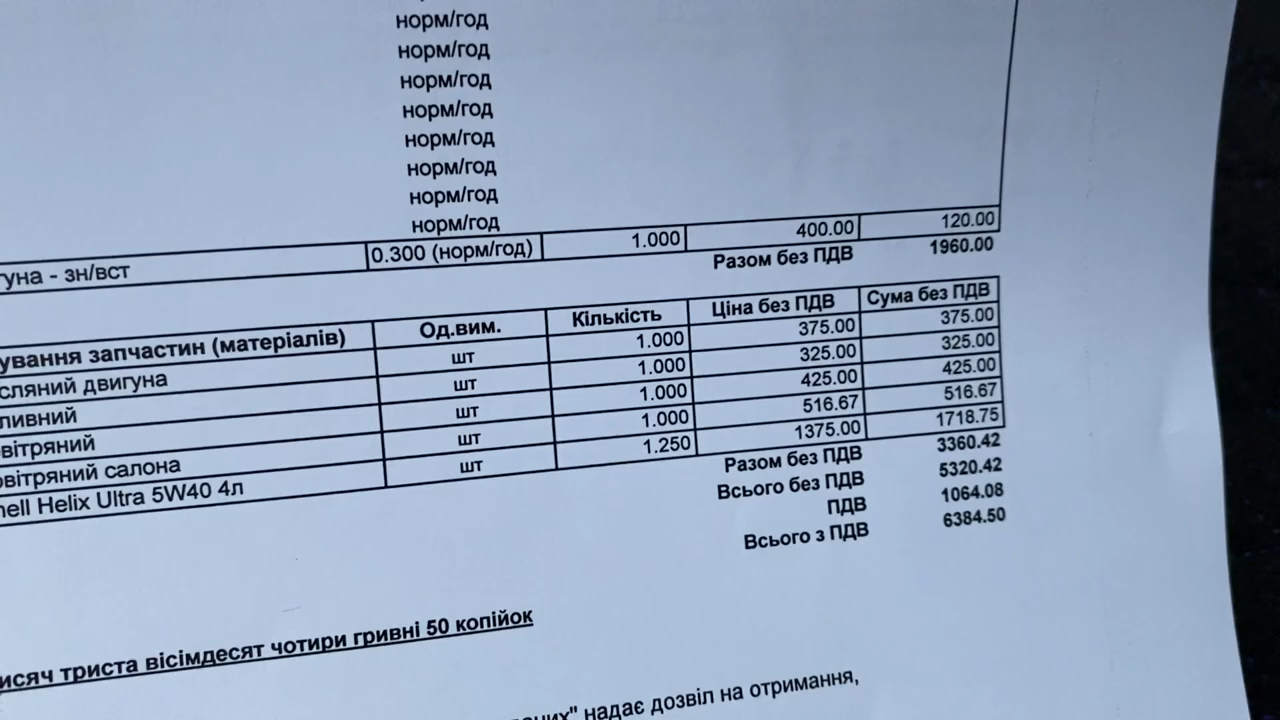 норм/год
норм/год
норм/год
норм/год
норм/год
норм/год
норм/год
норм/год
уна - зн/вст 0.300 (норм/год) 1.000 400.00 120.00
Разом без ПДВ 1960.00
ування запчастин (матеріалів) Од.вим. Кількість Ціна без ПДВ Сума без ПДВ
сляний двигуна шт 1.000 375.00 375.00
ливний шт 1.000 325.00 325.00
вітряний шт 1.000 425.00 425.00
вітряний салона шт 1.000 516.67 516.67
hell Helix Ultra 5W40 4л шт 1.250 1375.00 1718.75
Разом без ПДВ 3360.42
Всього без ПДВ 5320.42
ПДВ 1064.08
Всього з ПДВ 6384.50
исяч триста вісімдесят чотири гривні 50 копійок
надає дозвіл на отримання,